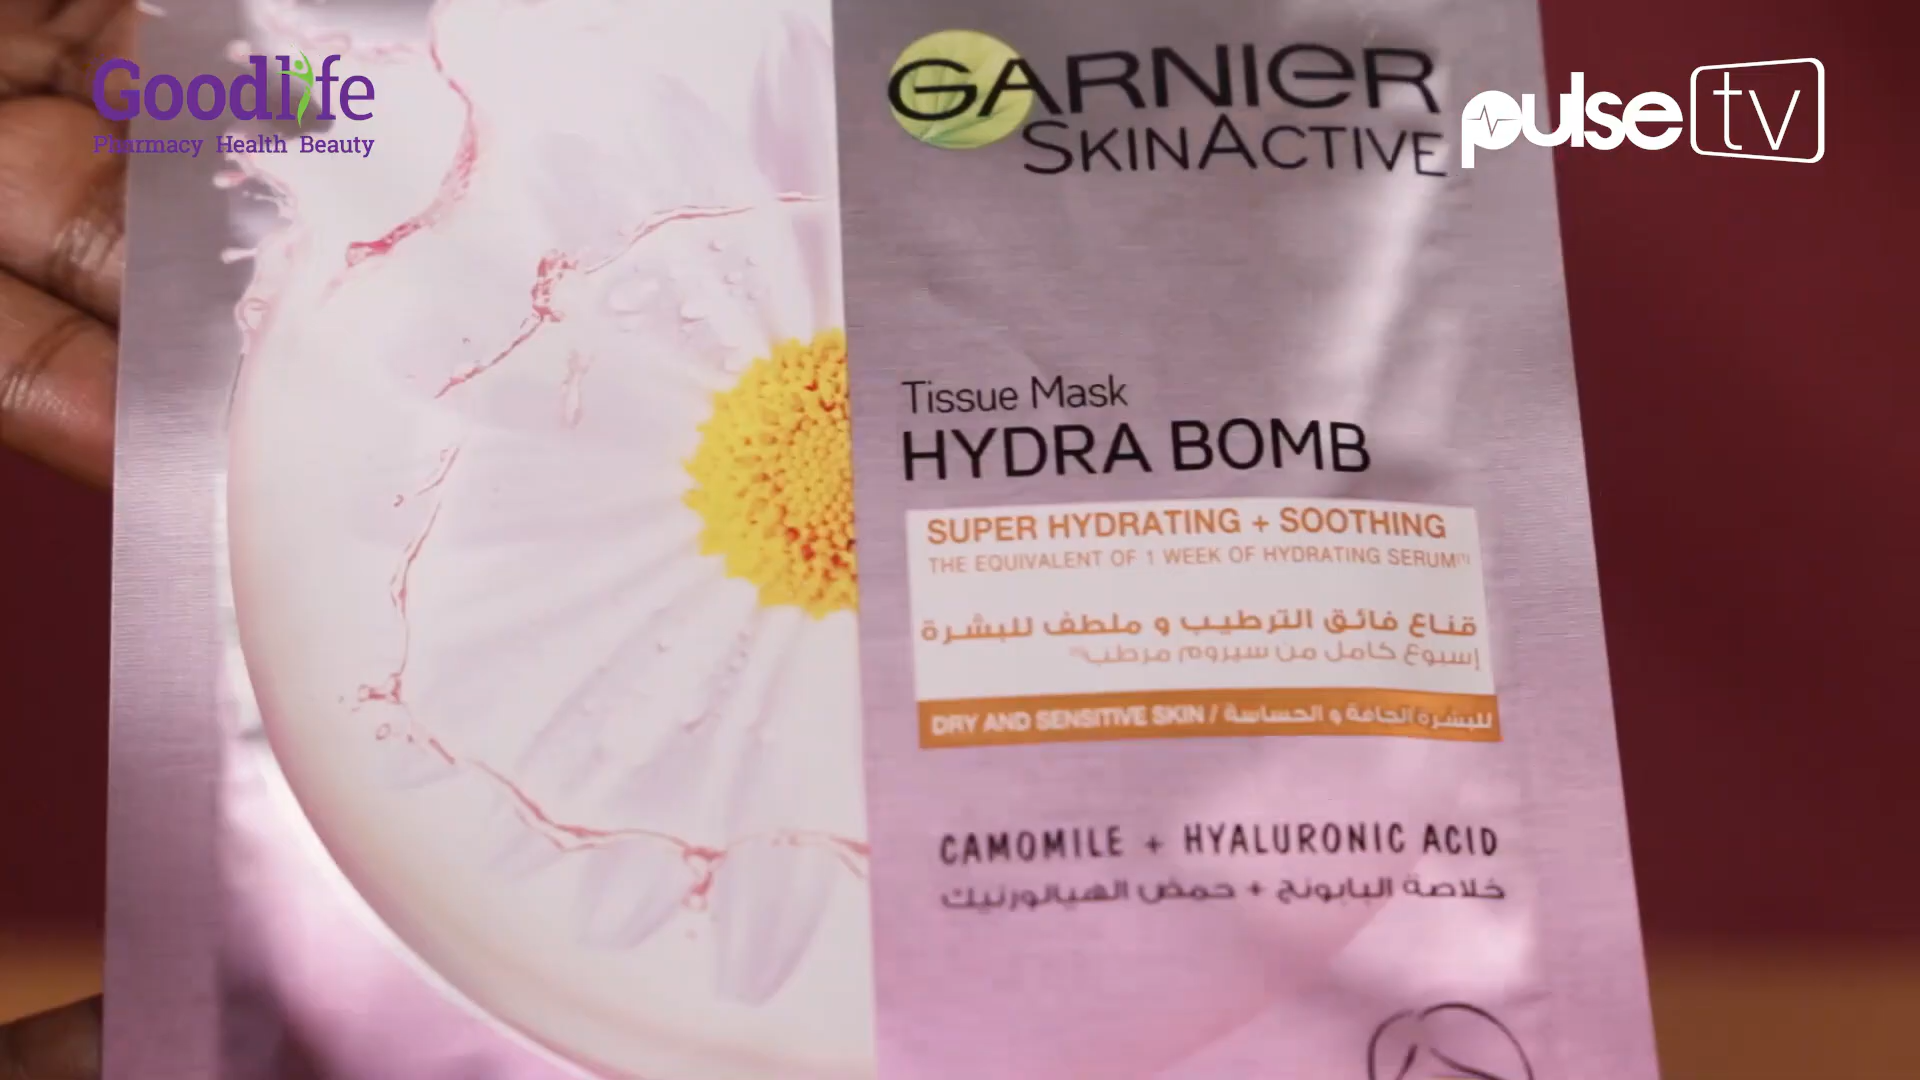 Goodlife
Pharmacy Health Beauty
pulse tv
GARNIER
SKINACTIVE
Tissue Mask
HYDRA BOMB
SUPER HYDRATING + SOOTHING
THE EQUIVALENT OF 1 WEEK OF HYDRATING SERUM(1)
قناع فائق الترطيب و ملطف للبشرة
إسبوع كامل من سيروم مرطب(1)
DRY AND SENSITIVE SKIN / للبشرة الجافة و الحساسة
CAMOMILE + HYALURONIC ACID
خلاصة البابونج + حمض الهيالورنيك